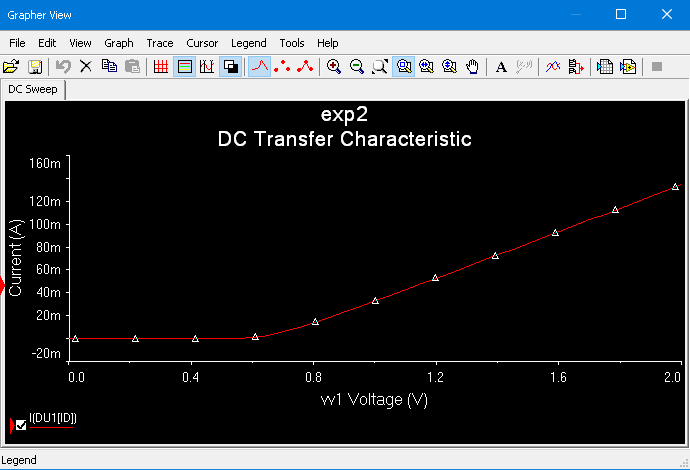 Grapher View
File Edit View Graph Trace Cursor Legend Tools Help
A (x,y)
DC Sweep
exp2
DC Transfer Characteristic
160m
120m
100m
80m
60m
40m
20m
-20m
Current (A)
0.0 0.4 0.8 1.2 1.6 2.0
vv1 Voltage (V)
I(DU1[ID])
Legend